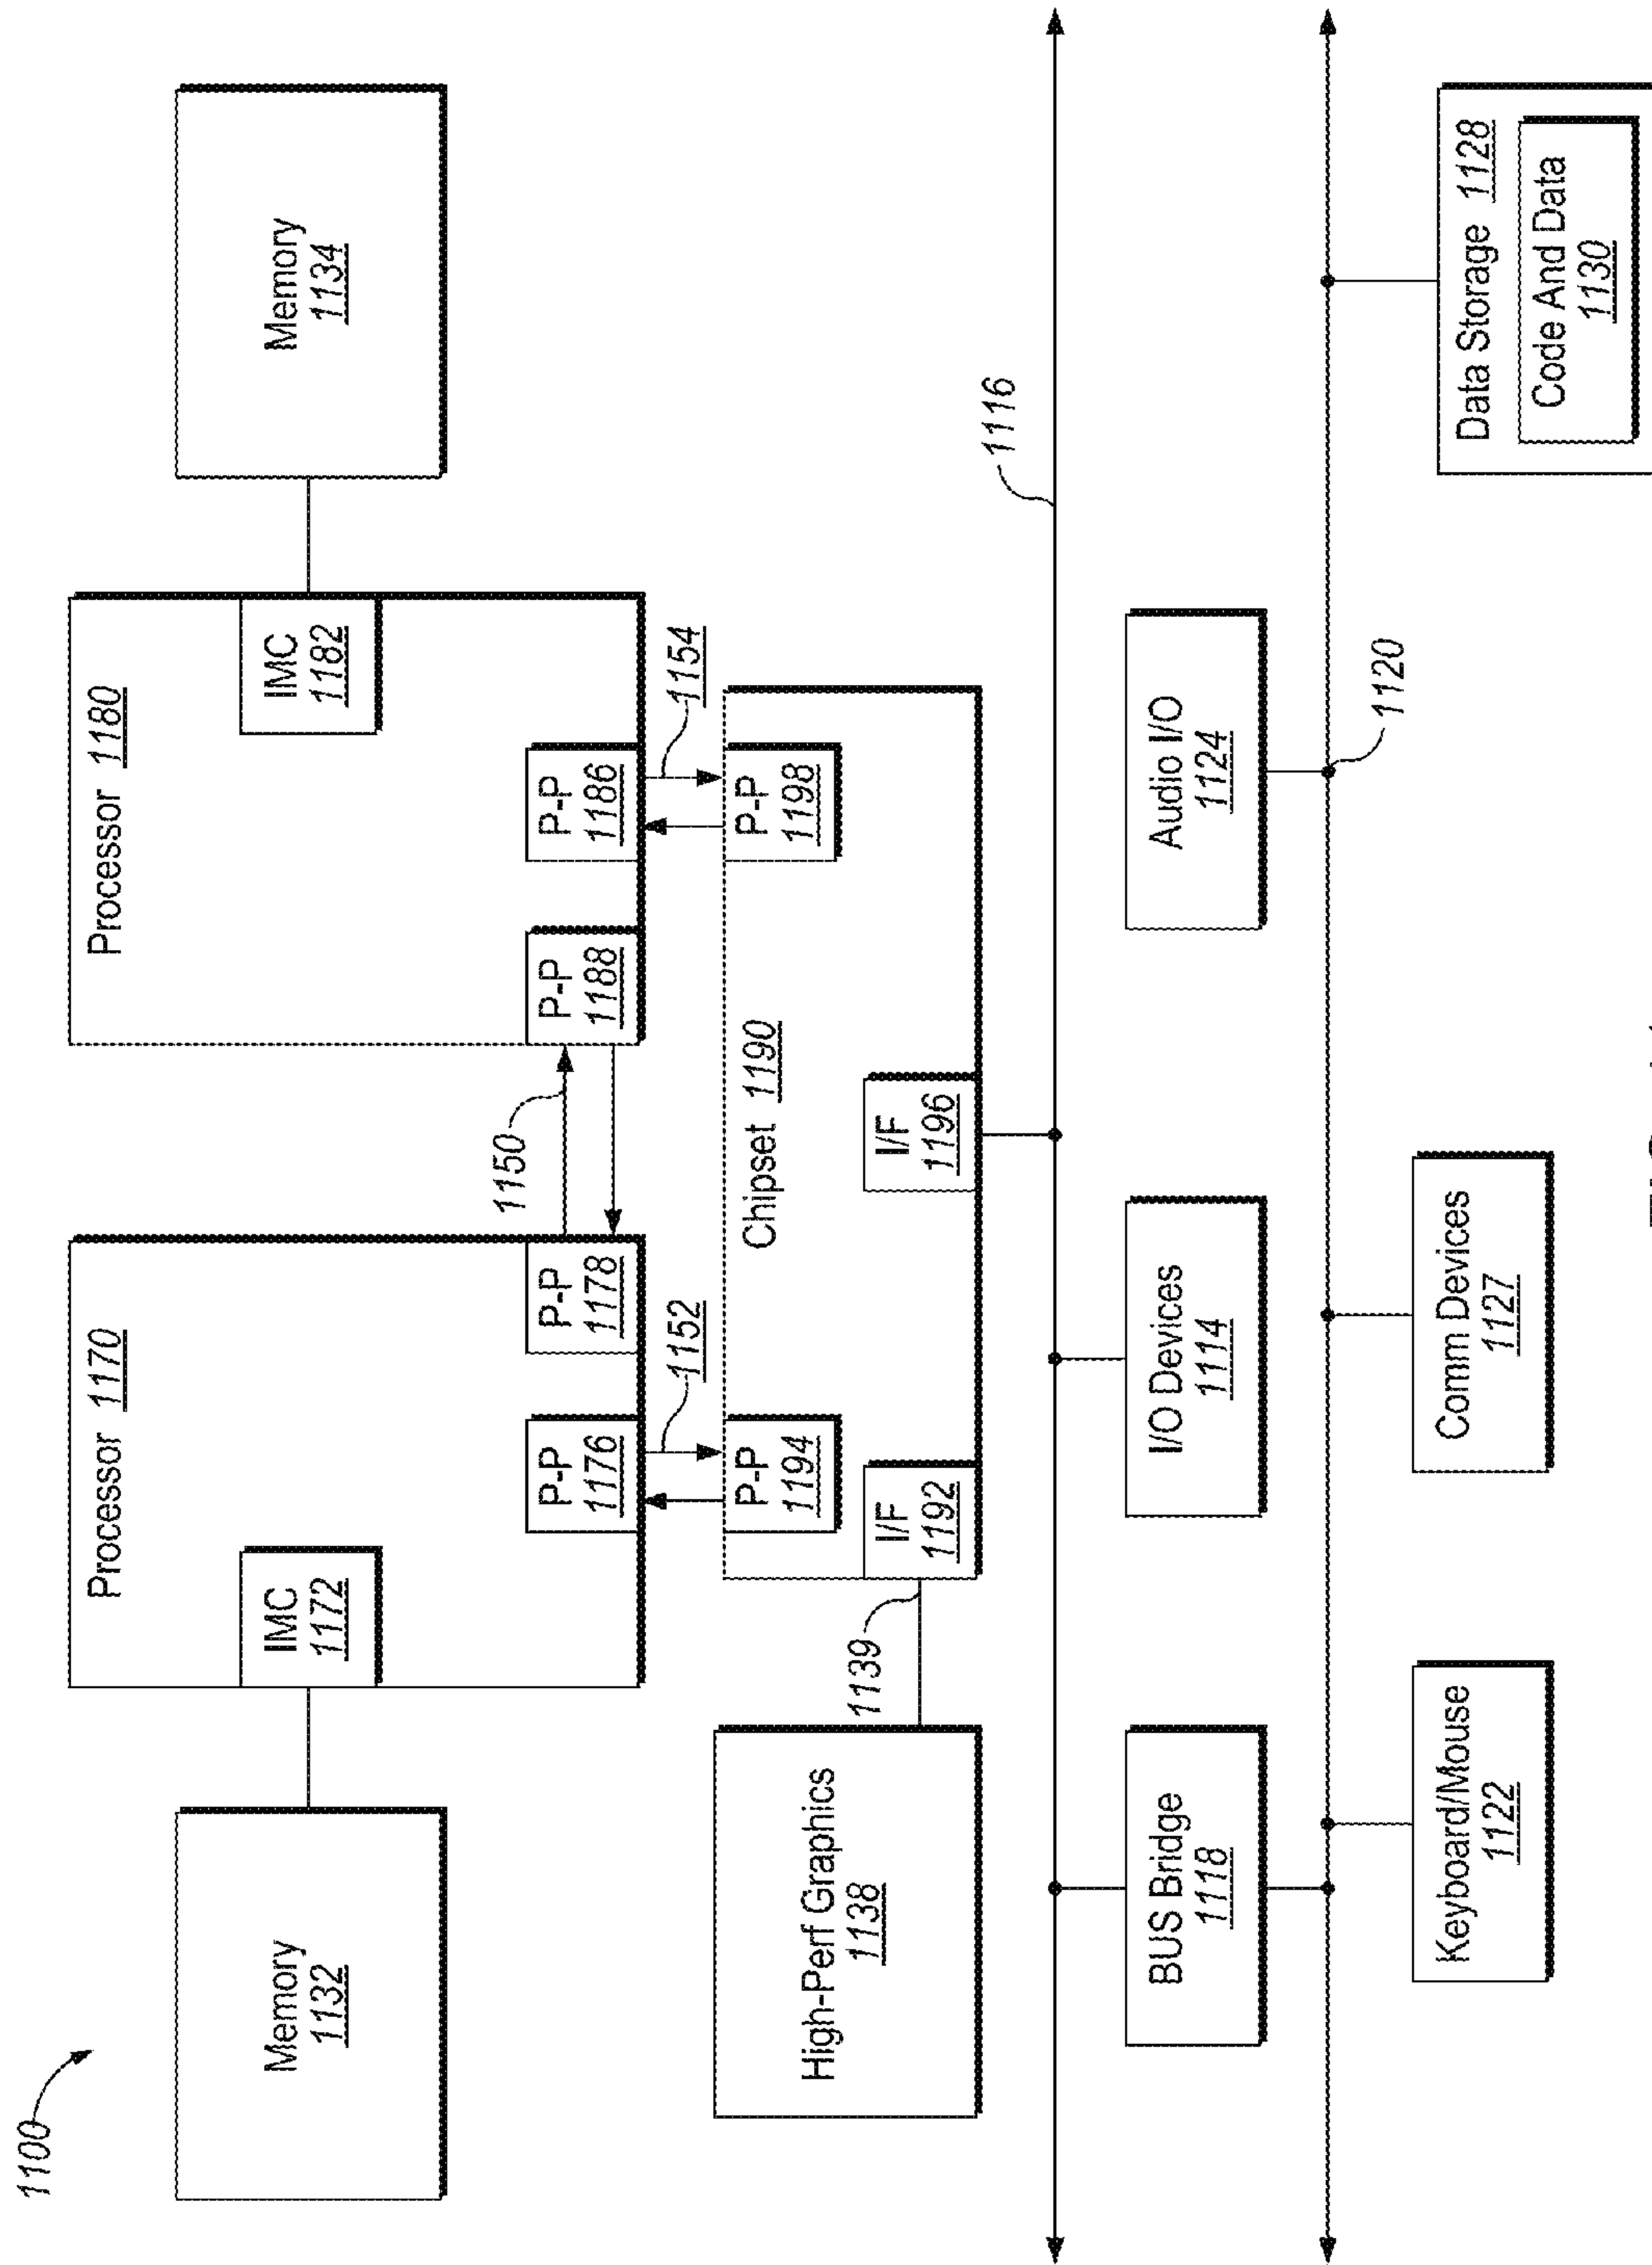 1100
Memory
1132
Processor 1170
IMC
1172
P-P
1176
P-P
1178
1150
Processor 1180
IMC
1182
P-P
1188
P-P
1186
Memory
1134
1152
1154
High-Perf Graphics
1138
1139
Chipset 1190
P-P
1194
P-P
1198
I/F
1192
I/F
1196
1116
BUS Bridge
1118
I/O Devices
1114
Audio I/O
1124
1120
Keyboard/Mouse
1122
Comm Devices
1127
Data Storage 1128
Code And Data
1130